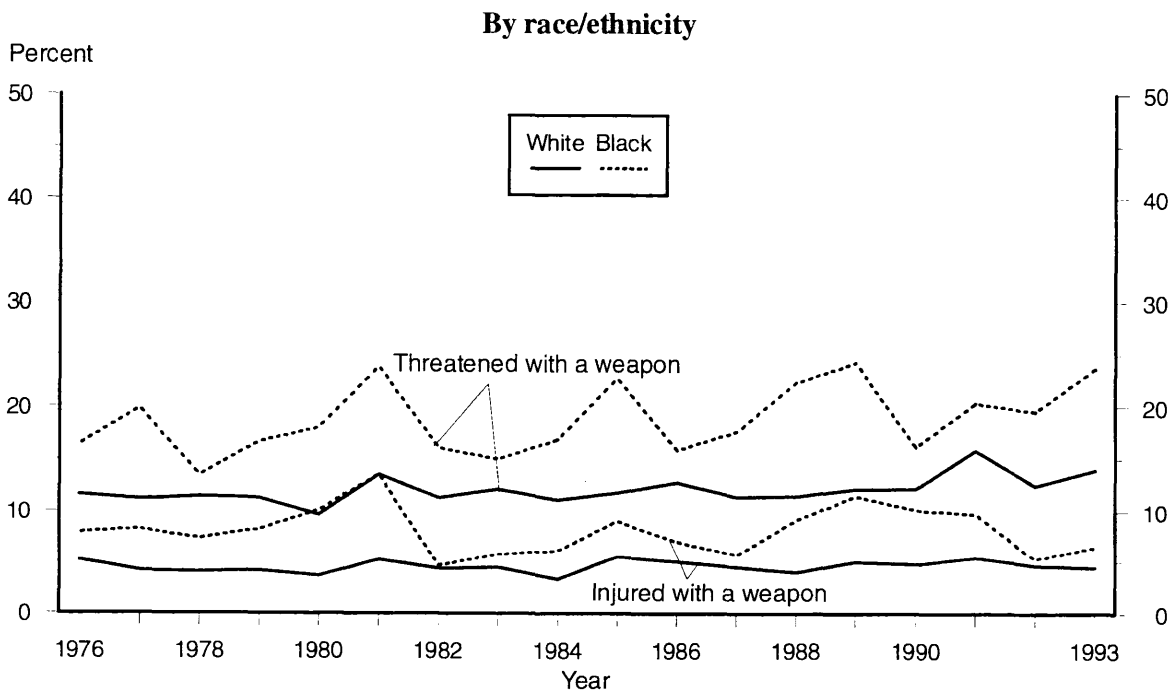 By race/ethnicity
Percent
50
50
White Black
40
40
30
30
Threatened with a weapon
20
20
10
10
Injured with a weapon
0
0
1976 1978 1980 1982 1984 1986 1988 1990 1993
Year